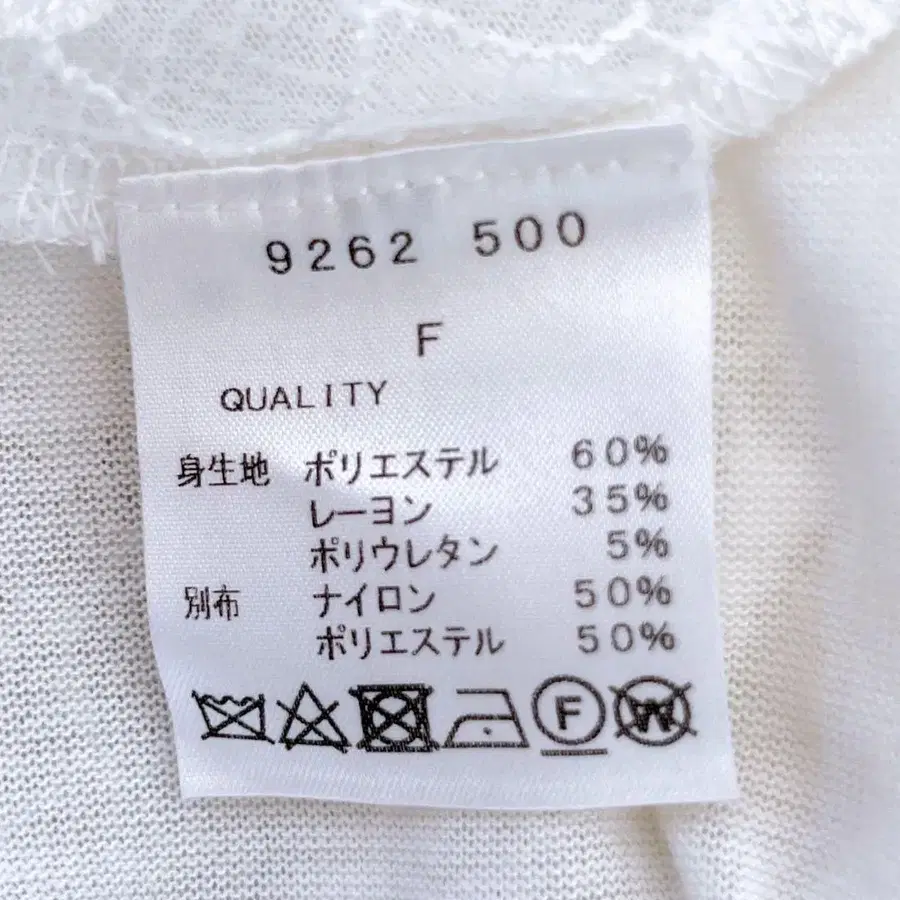 9262 500
F
QUALITY
身生地 ポリエステル 60%
レーヨン 35%
ポリウレタン 5%
別布 ナイロン 50%
ポリエステル 50%
F W